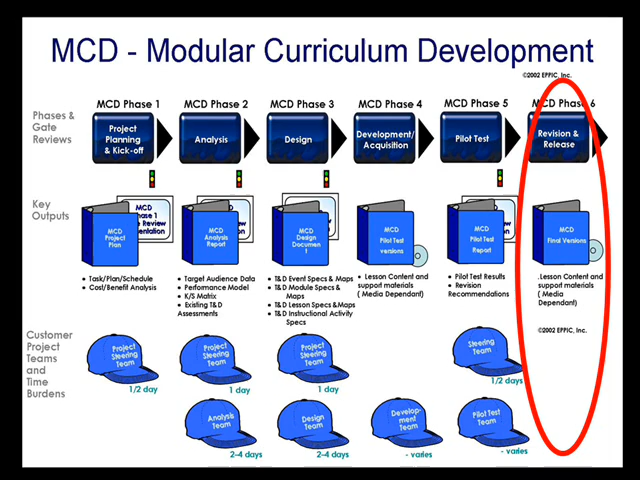 MCD - Modular Curriculum Development
©2002 EPPIC, Inc.
MCD Phase 1
MCD Phase 2
MCD Phase 3
MCD Phase 4
MCD Phase 5
MCD Phase 6
Phases &
Gate
Reviews
Project
Planning
& Kick-off
Analysis
Design
Development/
Acquisition
Pilot Test
Revision &
Release
Key
Outputs
MCD
Project
Plan
MCD
Phase 1
Review
MCD
Analysis
Report
MCD
Design
Documen
t
MCD
Pilot Test
versions
MCD
Pilot Test
Report
MCD
Final Versions
• Task/Plan/Schedule
• Cost/Benefit Analysis
• Target Audience Data
• Performance Model
• K/S Matrix
• Existing T&D
Assessments
• T&D Event Specs & Maps
• T&D Module Specs &
Maps
• T&D Lesson Specs &Maps
• T&D Instructional Activity
Specs
• Lesson Content and
support materials
( Media Dependant)
• Pilot Test Results
• Revision
Recommendations
.Lesson Content and
support materials
( Media
Dependant)
©2002 EPPIC, Inc.
Customer
Project
Teams
and
Time
Burdens
Project
Steering
Team
1/2 day
Project
Steering
Team
1 day
Project
Steering
Team
1 day
Steering
Team
1/2 days
Analysis
Team
2-4 days
Design
Team
2-4 days
Develop-
ment
Team
- varies
Pilot Test
Team
- varies